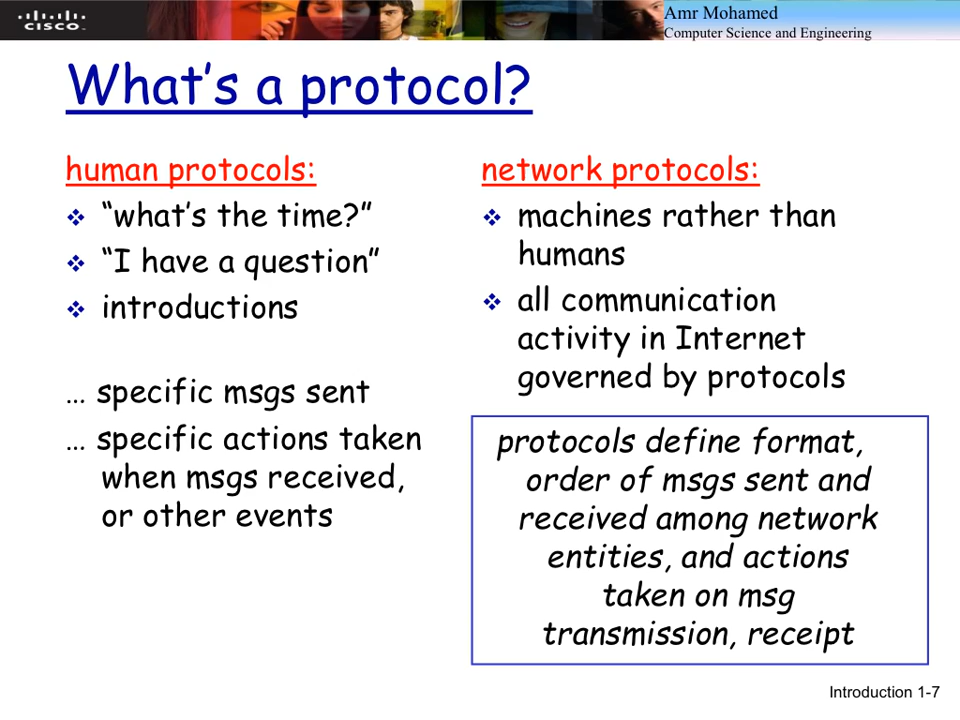 CISCO
Amr Mohamed
Computer Science and Engineering
What’s a protocol?
human protocols:
❖ “what’s the time?”
❖ “I have a question”
❖ introductions
… specific msgs sent
… specific actions taken
when msgs received,
or other events
network protocols:
❖ machines rather than
humans
❖ all communication
activity in Internet
governed by protocols
protocols define format,
order of msgs sent and
received among network
entities, and actions
taken on msg
transmission, receipt
Introduction 1-7